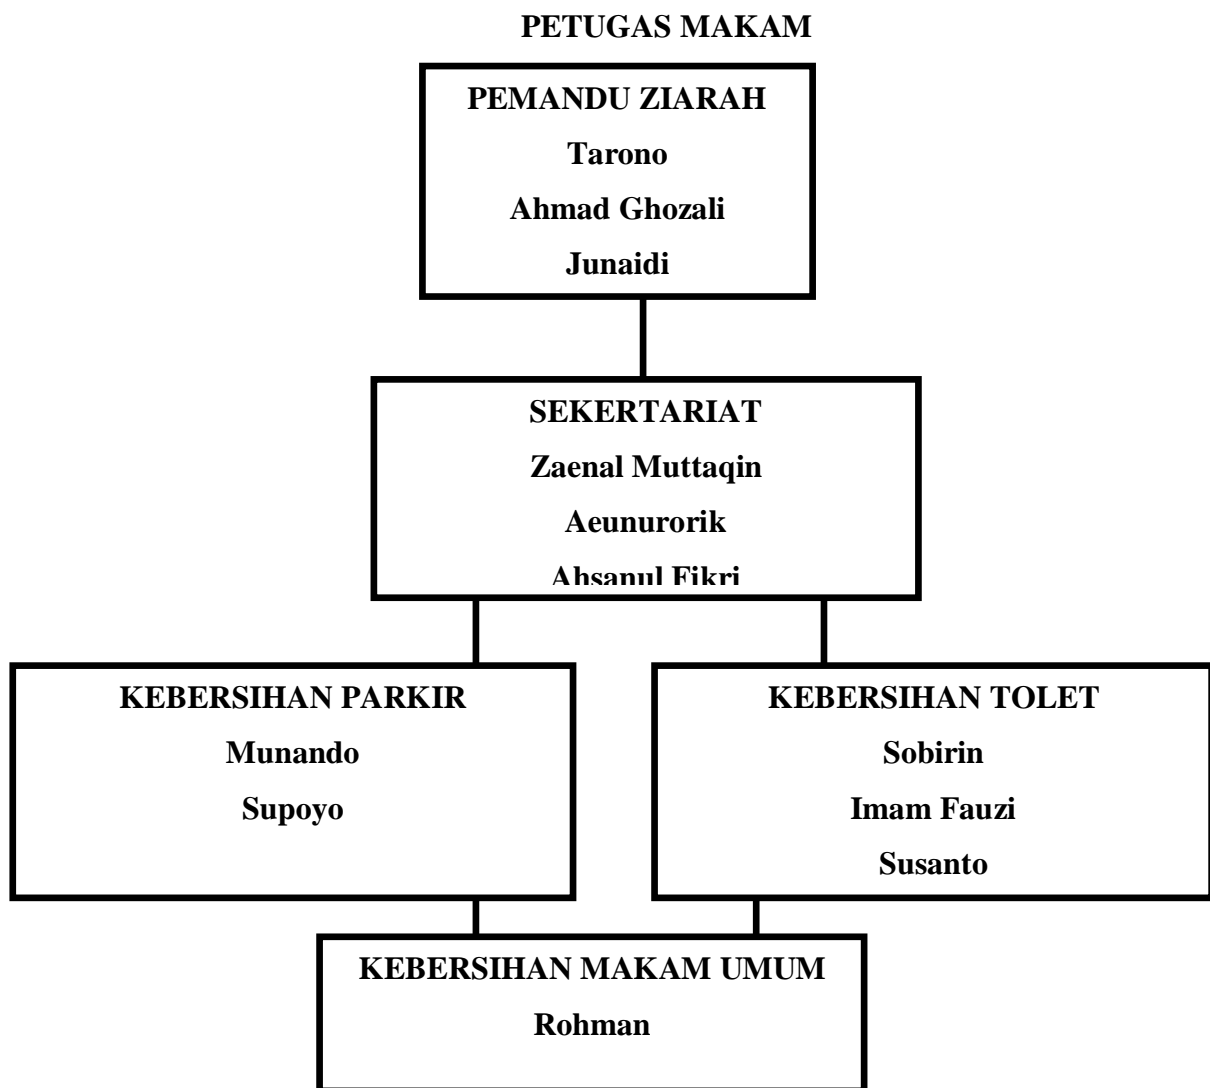 PETUGAS MAKAM
PEMANDU ZIARAH
Tarono
Ahmad Ghozali
Junaidi
SEKERTARIAT
Zaenal Muttaqin
Aeunurorik
Ahsanul Fikri
KEBERSIHAN PARKIR
Munando
Supoyo
KEBERSIHAN TOLET
Sobirin
Imam Fauzi
Susanto
KEBERSIHAN MAKAM UMUM
Rohman